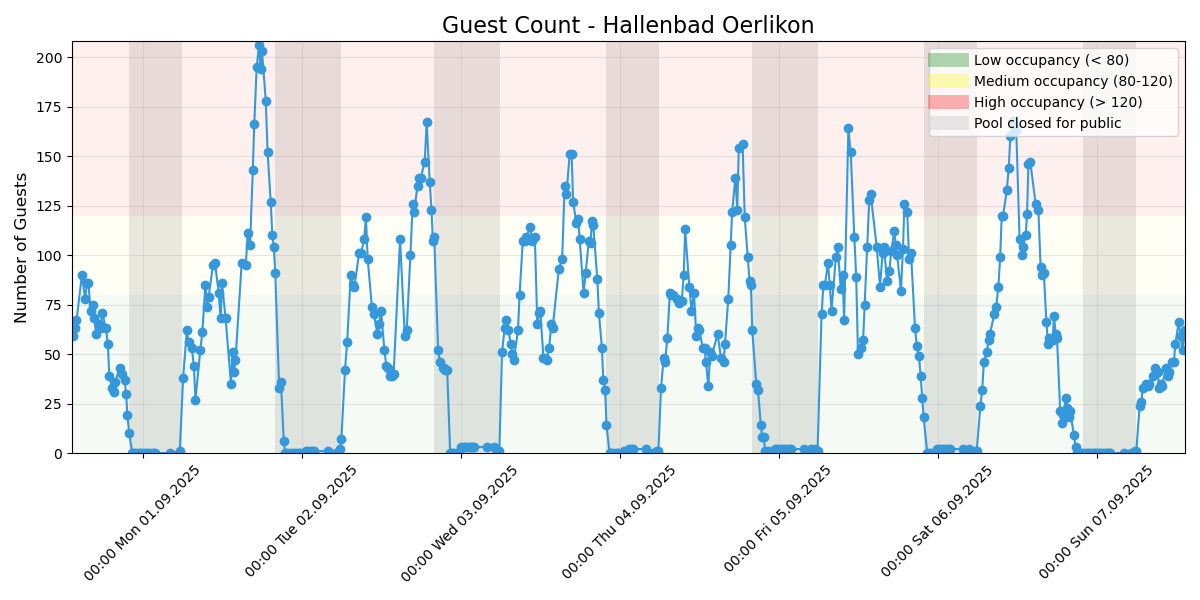 Guest Count - Hallenbad Oerlikon
Number of Guests
200
175
150
125
100
75
50
25
0
Low occupancy (< 80)
Medium occupancy (80-120)
High occupancy (> 120)
Pool closed for public
00:00 Mon 01.09.2025
00:00 Tue 02.09.2025
00:00 Wed 03.09.2025
00:00 Thu 04.09.2025
00:00 Fri 05.09.2025
00:00 Sat 06.09.2025
00:00 Sun 07.09.2025